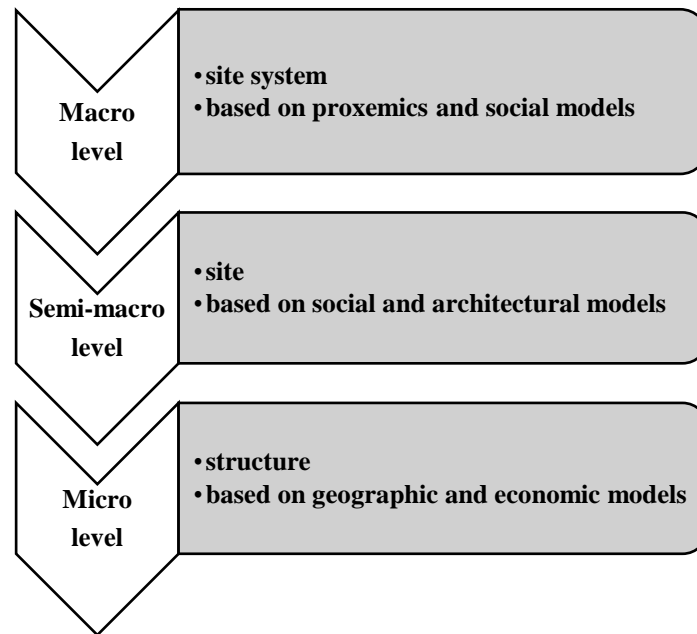 Macro
level
•site system
•based on proxemics and social models
Semi-macro
level
•site
•based on social and architectural models
Micro
level
•structure
•based on geographic and economic models